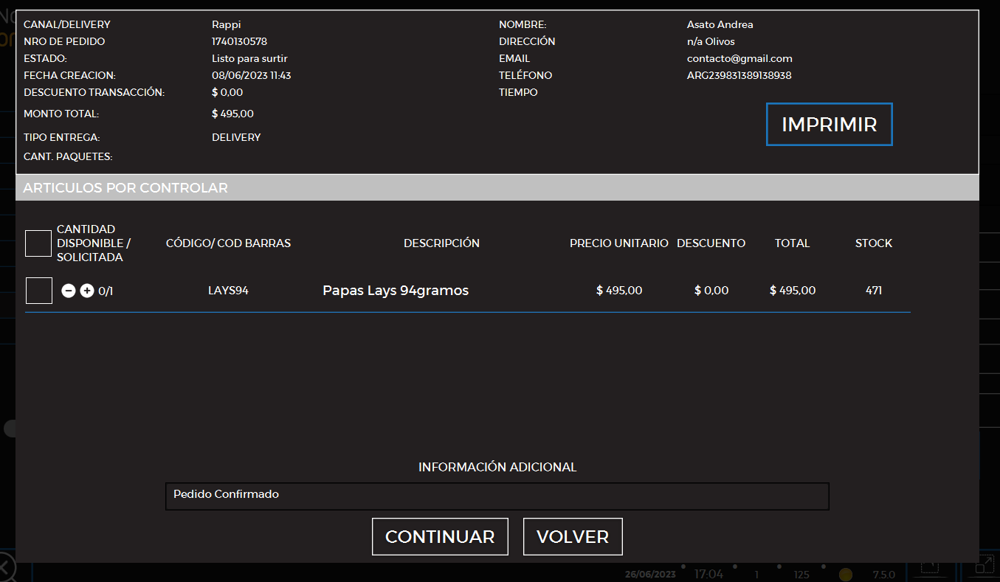 CANAL/DELIVERY Rappi NOMBRE: Asato Andrea
NRO DE PEDIDO 1740130578 DIRECCIÓN n/a Olivos
ESTADO: Listo para surtir EMAIL contacto@gmail.com
FECHA CREACION: 08/06/2023 11:43 TELÉFONO ARG239831389138938
DESCUENTO TRANSACCIÓN: $ 0,00 TIEMPO
MONTO TOTAL: $ 495,00
IMPRIMIR
TIPO ENTREGA: DELIVERY
CANT. PAQUETES:
ARTICULOS POR CONTROLAR
CANTIDAD
DISPONIBLE / CÓDIGO/ COD BARRAS DESCRIPCIÓN PRECIO UNITARIO DESCUENTO TOTAL STOCK
SOLICITADA
0/1 LAYS94 Papas Lays 94gramos $ 495,00 $ 0,00 $ 495,00 471
INFORMACIÓN ADICIONAL
Pedido Confirmado
CONTINUAR VOLVER
26/06/2023 17:04 1 125 7.5.0